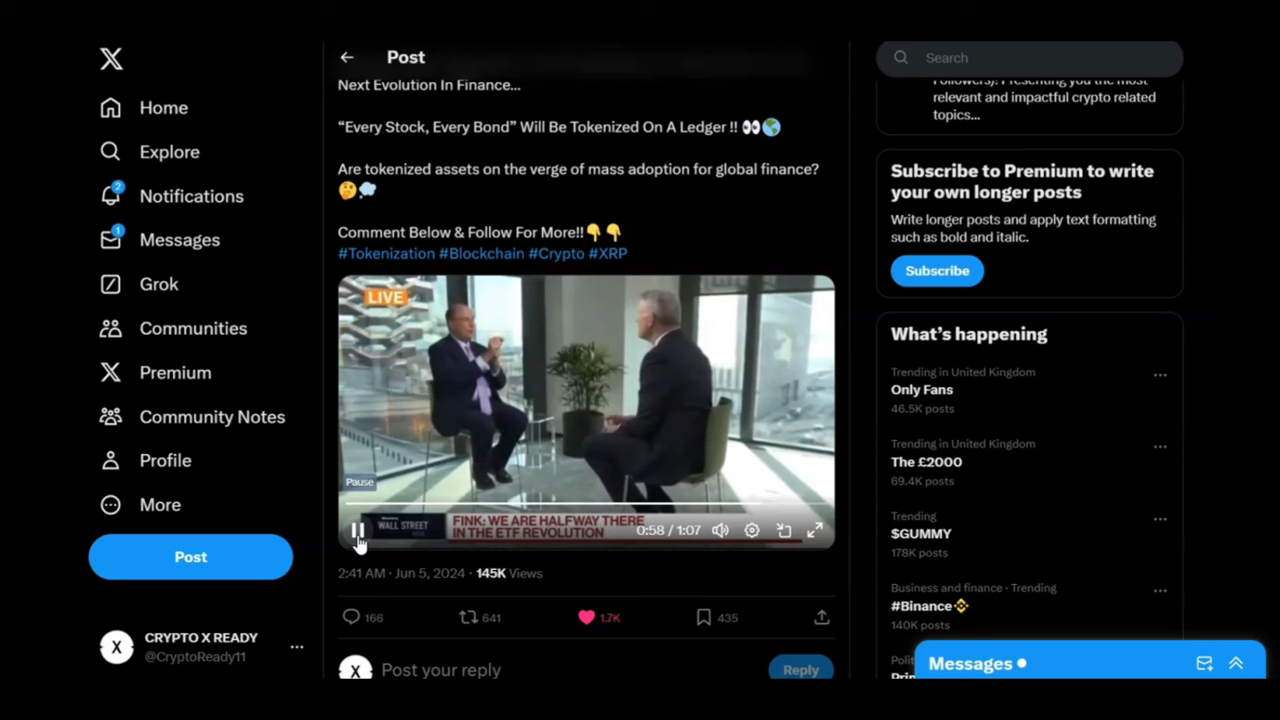 Home
Explore
2
Notifications
1
Messages
Grok
Communities
Premium
Community Notes
Profile
More
Post
CRYPTO X READY
@CryptoReady11
Post
Next Evolution In Finance...
“Every Stock, Every Bond” Will Be Tokenized On A Ledger !! 👀🌎
Are tokenized assets on the verge of mass adoption for global finance?
🤔💭
Comment Below & Follow For More!!👇👇
#Tokenization #Blockchain #Crypto #XRP
LIVE
Pause
WALL STREET
FINK: WE ARE HALFWAY THERE
IN THE ETF REVOLUTION
0:58 / 1:07
2:41 AM · Jun 5, 2024 · 145K Views
166
641
1.7K
435
Post your reply
Reply
Search
Followers)! Presenting you the most
relevant and impactful crypto related
topics...
Subscribe to Premium to write
your own longer posts
Write longer posts and apply text formatting
such as bold and italic.
Subscribe
What’s happening
Trending in United Kingdom
Only Fans
46.5K posts
Trending in United Kingdom
The £2000
69.4K posts
Trending
$GUMMY
178K posts
Business and finance · Trending
#Binance
140K posts
Messages